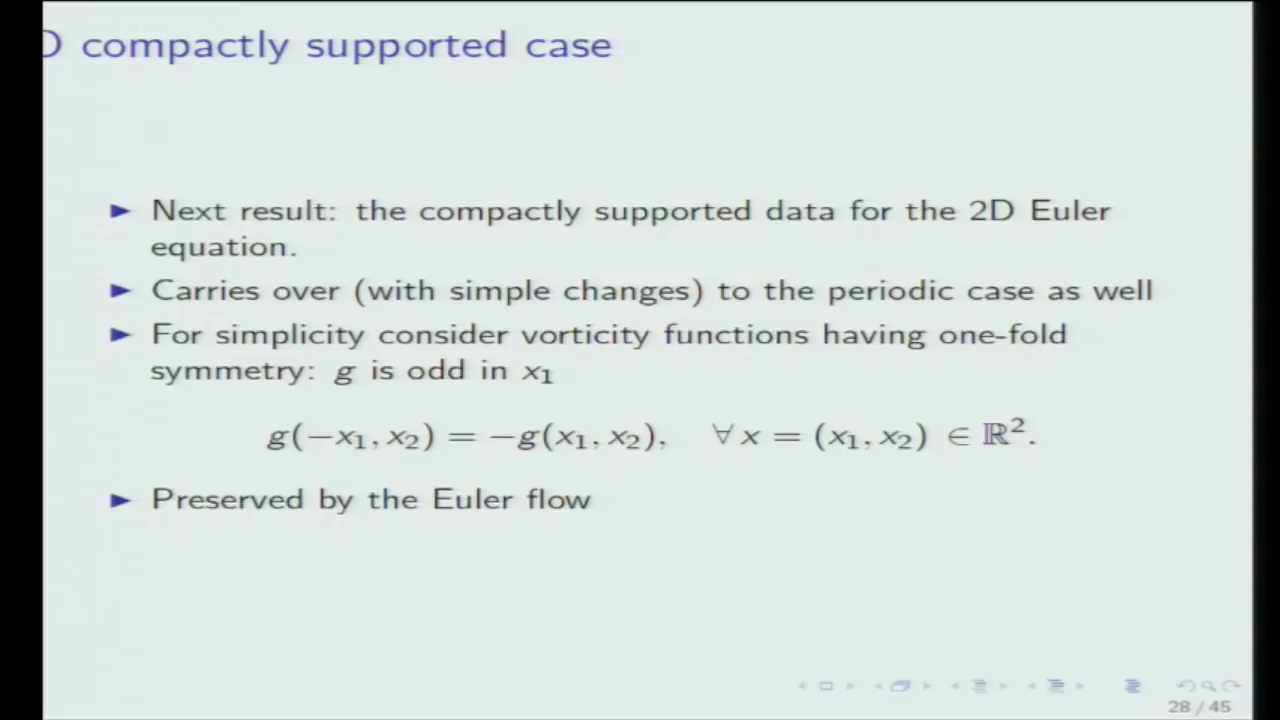 D compactly supported case
► Next result: the compactly supported data for the 2D Euler
equation.
► Carries over (with simple changes) to the periodic case as well
► For simplicity consider vorticity functions having one-fold
symmetry: g is odd in x₁
g(−x₁, x₂) = −g(x₁, x₂), ∀ x = (x₁, x₂) ∈ ℝ².
► Preserved by the Euler flow
28 / 45